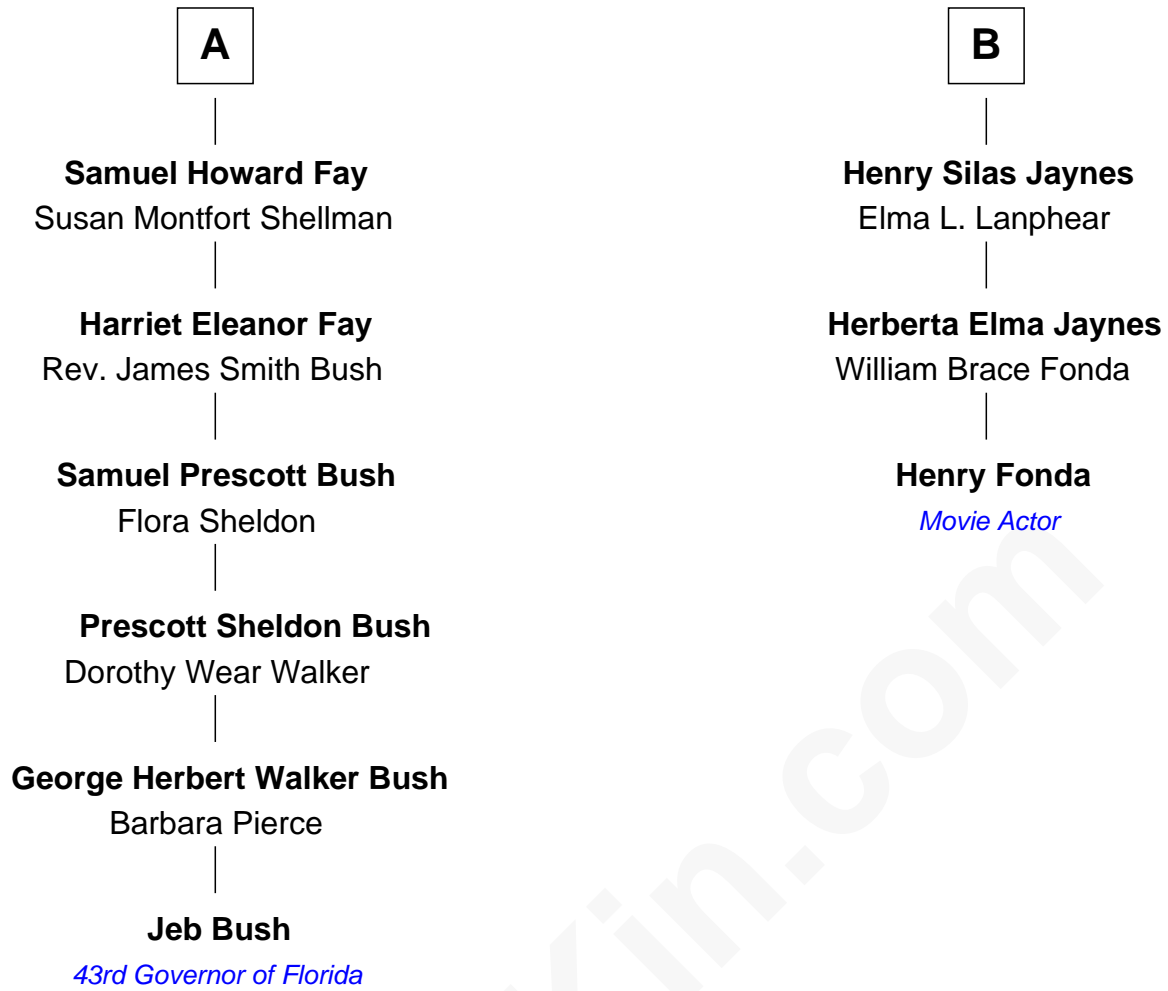 A
Samuel Howard Fay
Susan Montfort Shellman
Harriet Eleanor Fay
Rev. James Smith Bush
Samuel Prescott Bush
Flora Sheldon
Prescott Sheldon Bush
Dorothy Wear Walker
George Herbert Walker Bush
Barbara Pierce
Jeb Bush
43rd Governor of Florida
B
Henry Silas Jaynes
Elma L. Lanphear
Herberta Elma Jaynes
William Brace Fonda
Henry Fonda
Movie Actor